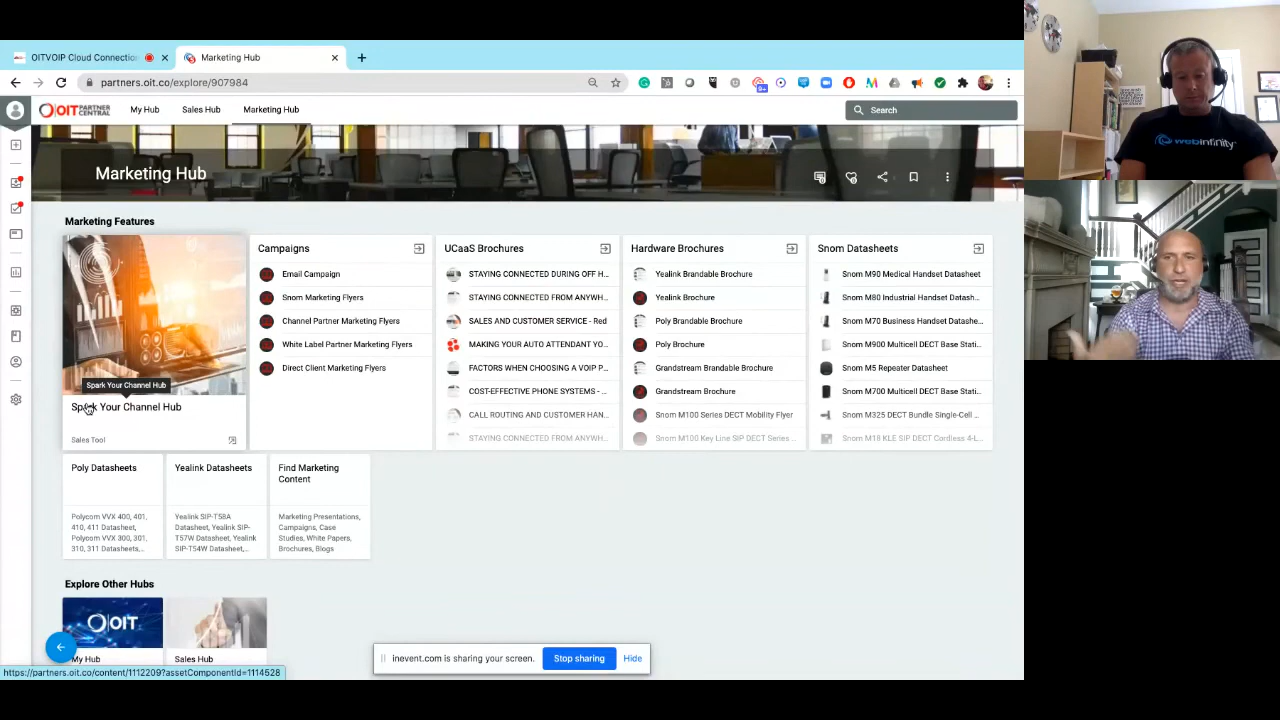 OITVOIP Cloud Connection
Marketing Hub
partners.oit.co/explore/907984
9+
OIT PARTNER CENTRAL
My Hub
Sales Hub
Marketing Hub
Search
Marketing Hub
Marketing Features
Spark Your Channel Hub
Spark Your Channel Hub
Sales Tool
Campaigns
Email Campaign
Snom Marketing Flyers
Channel Partner Marketing Flyers
White Label Partner Marketing Flyers
Direct Client Marketing Flyers
UCaaS Brochures
STAYING CONNECTED DURING OFF H...
STAYING CONNECTED FROM ANYWH...
SALES AND CUSTOMER SERVICE - Red
MAKING YOUR AUTO ATTENDANT YO...
FACTORS WHEN CHOOSING A VOIP P...
COST-EFFECTIVE PHONE SYSTEMS - ...
CALL ROUTING AND CUSTOMER HAN...
STAYING CONNECTED FROM ANYWH...
Hardware Brochures
Yealink Brandable Brochure
Yealink Brochure
Poly Brandable Brochure
Poly Brochure
Grandstream Brandable Brochure
Grandstream Brochure
Snom M100 Series DECT Mobility Flyer
Snom M100 Key Line SIP DECT Series ...
Snom Datasheets
Snom M90 Medical Handset Datasheet
Snom M80 Industrial Handset Datash...
Snom M70 Business Handset Datashe...
Snom M900 Multicell DECT Base Stati...
Snom M5 Repeater Datasheet
Snom M700 Multicell DECT Base Stati...
Snom M325 DECT Bundle Single-Cell ...
Snom M18 KLE SIP DECT Cordless 4-L...
Poly Datasheets
Polycom VVX 400, 401,
410, 411 Datasheet,
Polycom VVX 300, 301,
310, 311 Datasheets,...
Yealink Datasheets
Yealink SIP-T58A
Datasheet, Yealink SIP-
T57W Datasheet, Yealink
SIP-T54W Datasheet,...
Find Marketing
Content
Marketing Presentations,
Campaigns, Case
Studies, White Papers,
Brochures, Blogs
Explore Other Hubs
OIT
My Hub
Sales Hub
inevent.com is sharing your screen.
Stop sharing
Hide
https://partners.oit.co/content/1112209?assetComponentId=1114528
webinfinity